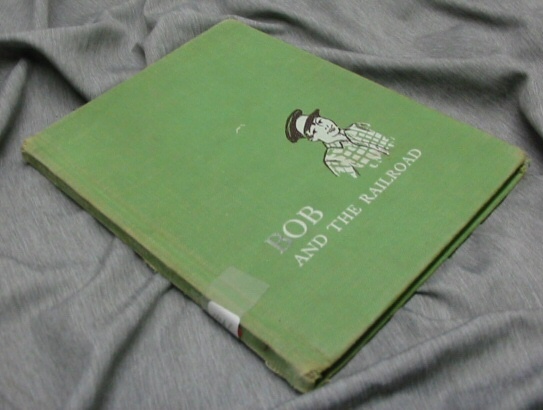 BOB
AND THE RAILROAD